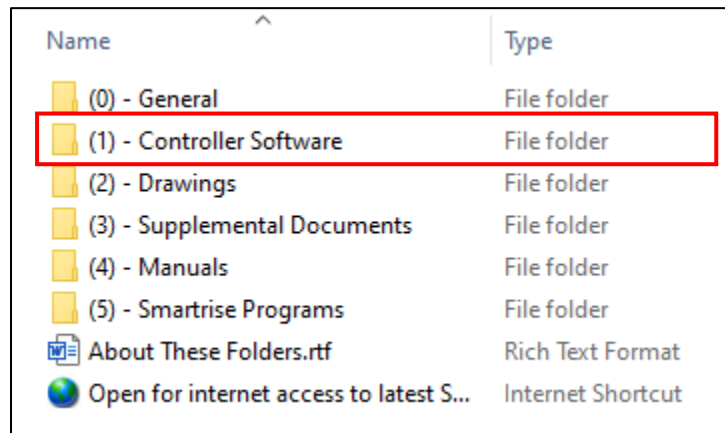 Name Type
(0) - General File folder
(1) - Controller Software File folder
(2) - Drawings File folder
(3) - Supplemental Documents File folder
(4) - Manuals File folder
(5) - Smartrise Programs File folder
About These Folders.rtf Rich Text Format
Open for internet access to latest S... Internet Shortcut